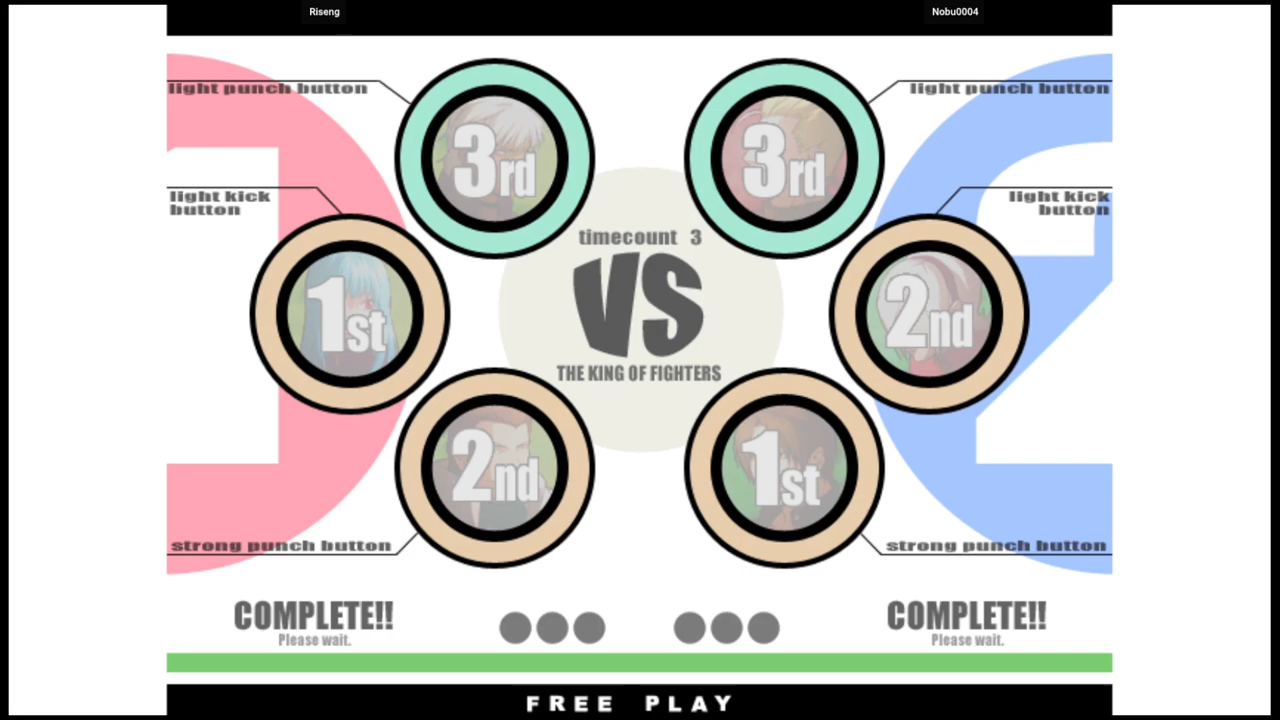 Riseng
Nobu0004
light punch button
light punch button
3rd
3rd
light kick
button
light kick
button
timecount 3
VS
THE KING OF FIGHTERS
1st
2nd
2nd
1st
strong punch button
strong punch button
COMPLETE!!
Please wait.
COMPLETE!!
Please wait.
FREE PLAY
1
2